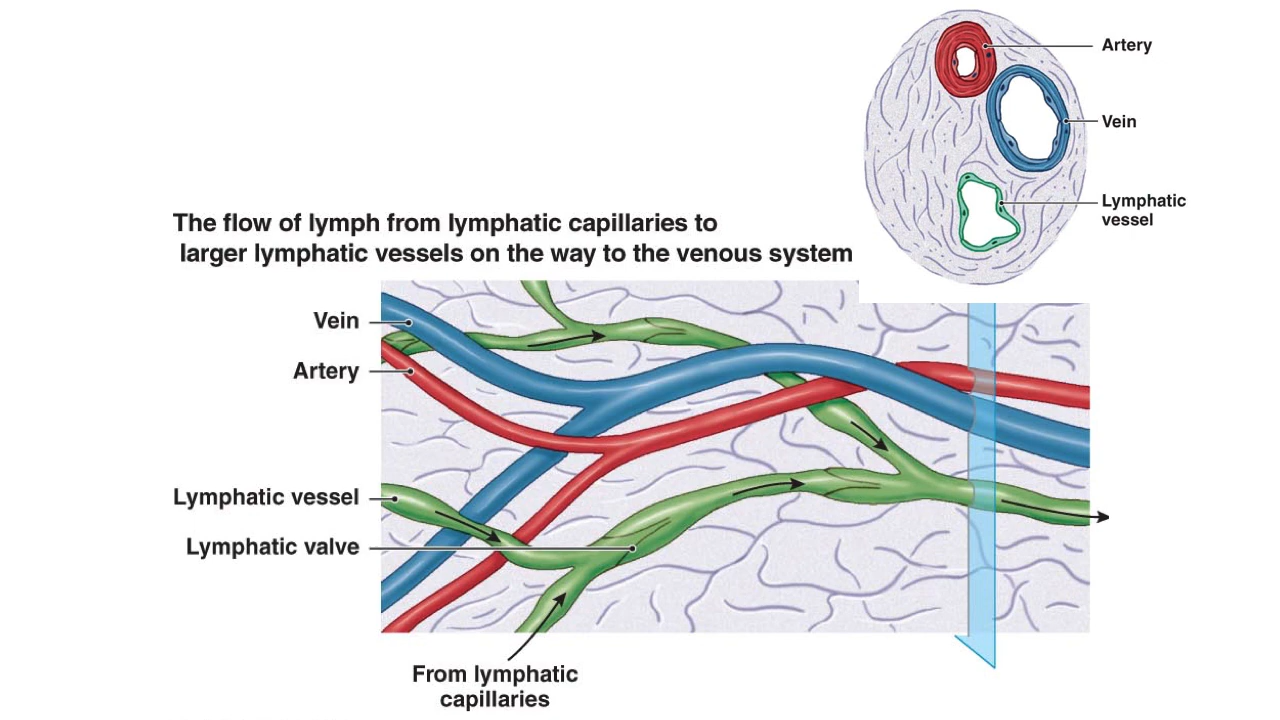 Artery
Vein
Lymphatic
vessel
The flow of lymph from lymphatic capillaries to
larger lymphatic vessels on the way to the venous system
Vein
Artery
Lymphatic vessel
Lymphatic valve
From lymphatic
capillaries